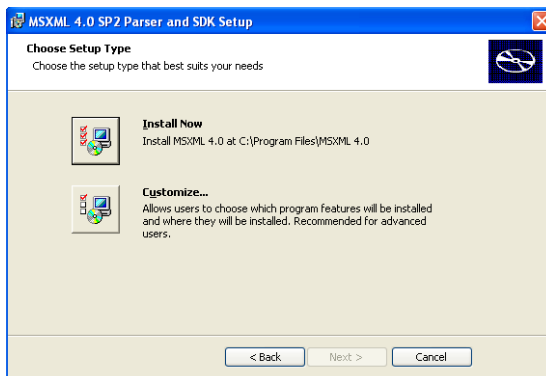 MSXML 4.0 SP2 Parser and SDK Setup
Choose Setup Type
Choose the setup type that best suits your needs
Install Now
Install MSXML 4.0 at C:\Program Files\MSXML 4.0
Customize...
Allows users to choose which program features will be installed
and where they will be installed. Recommended for advanced
users.
< Back Next > Cancel